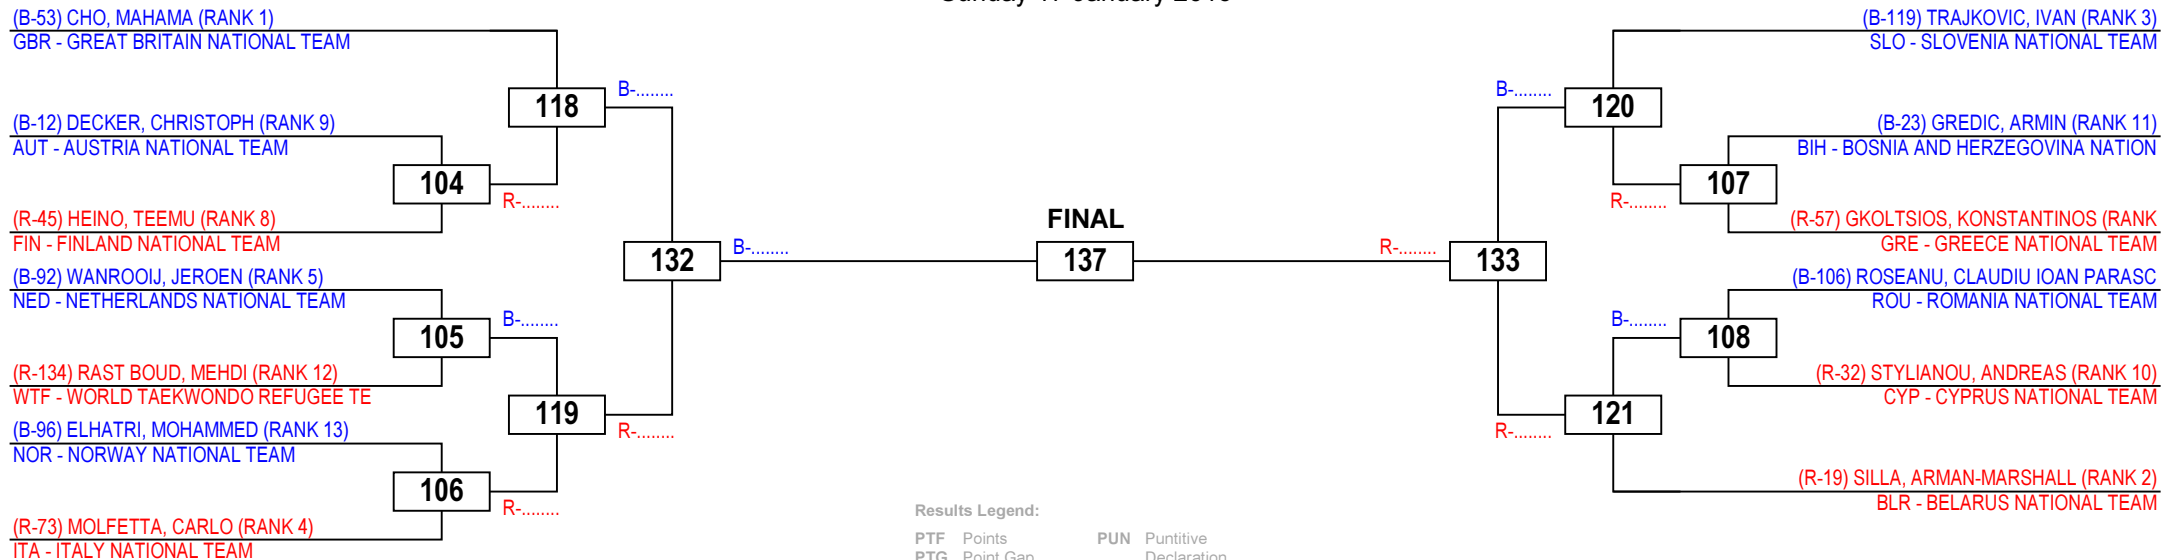 (B-53) CHO, MAHAMA (RANK 1)
GBR - GREAT BRITAIN NATIONAL TEAM
(B-12) DECKER, CHRISTOPH (RANK 9)
AUT - AUSTRIA NATIONAL TEAM
(R-45) HEINO, TEEMU (RANK 8)
FIN - FINLAND NATIONAL TEAM
(B-92) WANROOIJ, JEROEN (RANK 5)
NED - NETHERLANDS NATIONAL TEAM
(R-134) RAST BOUD, MEHDI (RANK 12)
WTF - WORLD TAEKWONDO REFUGEE TE
(B-96) ELHATRI, MOHAMMED (RANK 13)
NOR - NORWAY NATIONAL TEAM
(R-73) MOLFETTA, CARLO (RANK 4)
ITA - ITALY NATIONAL TEAM
104
105
106
R-........
B-........
R-........
118
119
B-........
R-........
132
B-........
FINAL
137
R-........
133
B-........
R-........
120
121
R-........
B-........
107
108
(B-119) TRAJKOVIC, IVAN (RANK 3)
SLO - SLOVENIA NATIONAL TEAM
(B-23) GREDIC, ARMIN (RANK 11)
BIH - BOSNIA AND HERZEGOVINA NATION
(R-57) GKOLTSIOS, KONSTANTINOS (RANK
GRE - GREECE NATIONAL TEAM
(B-106) ROSEANU, CLAUDIU IOAN PARASC
ROU - ROMANIA NATIONAL TEAM
(R-32) STYLIANOU, ANDREAS (RANK 10)
CYP - CYPRUS NATIONAL TEAM
(R-19) SILLA, ARMAN-MARSHALL (RANK 2)
BLR - BELARUS NATIONAL TEAM
Results Legend:
PTF Points PUN Puntitive
PTG Point Gap Declaration